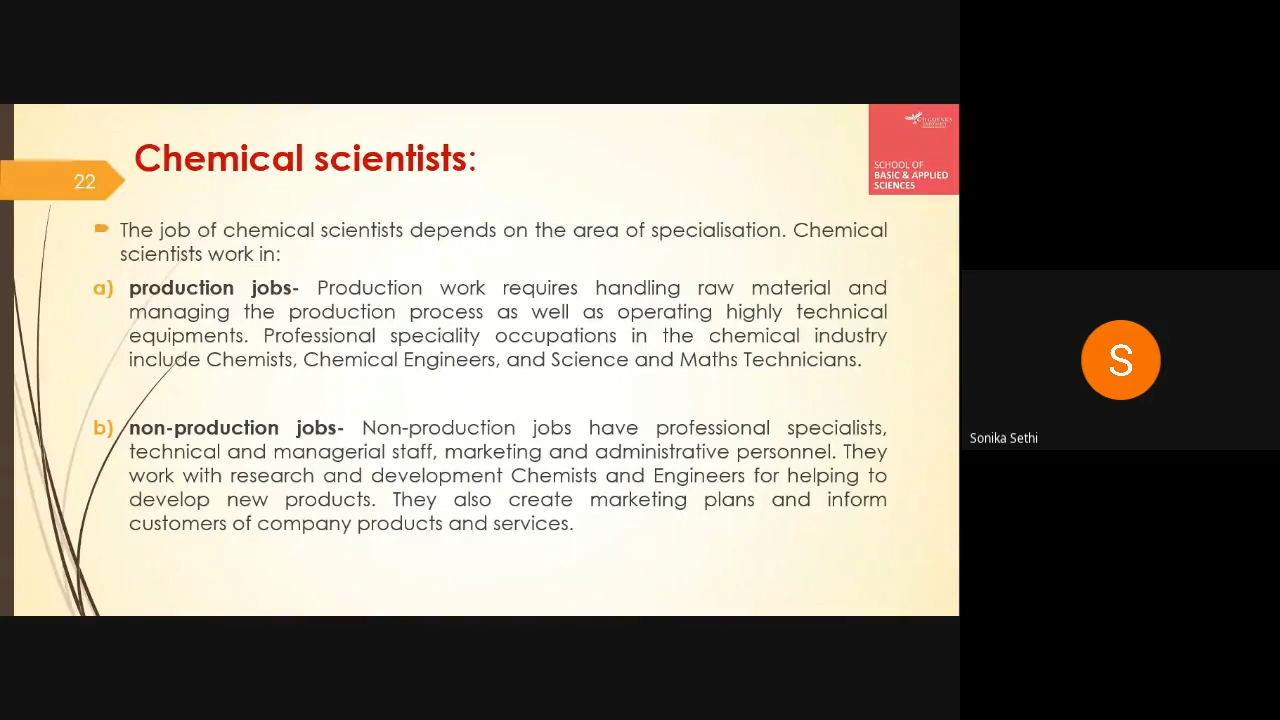 Chemical scientists:
22
SCHOOL OF
BASIC & APPLIED
SCIENCES
The job of chemical scientists depends on the area of specialisation. Chemical
scientists work in:
a) production jobs- Production work requires handling raw material and
managing the production process as well as operating highly technical
equipments. Professional speciality occupations in the chemical industry
include Chemists, Chemical Engineers, and Science and Maths Technicians.
b) non-production jobs- Non-production jobs have professional specialists,
technical and managerial staff, marketing and administrative personnel. They
work with research and development Chemists and Engineers for helping to
develop new products. They also create marketing plans and inform
customers of company products and services.
S
Sonika Sethi